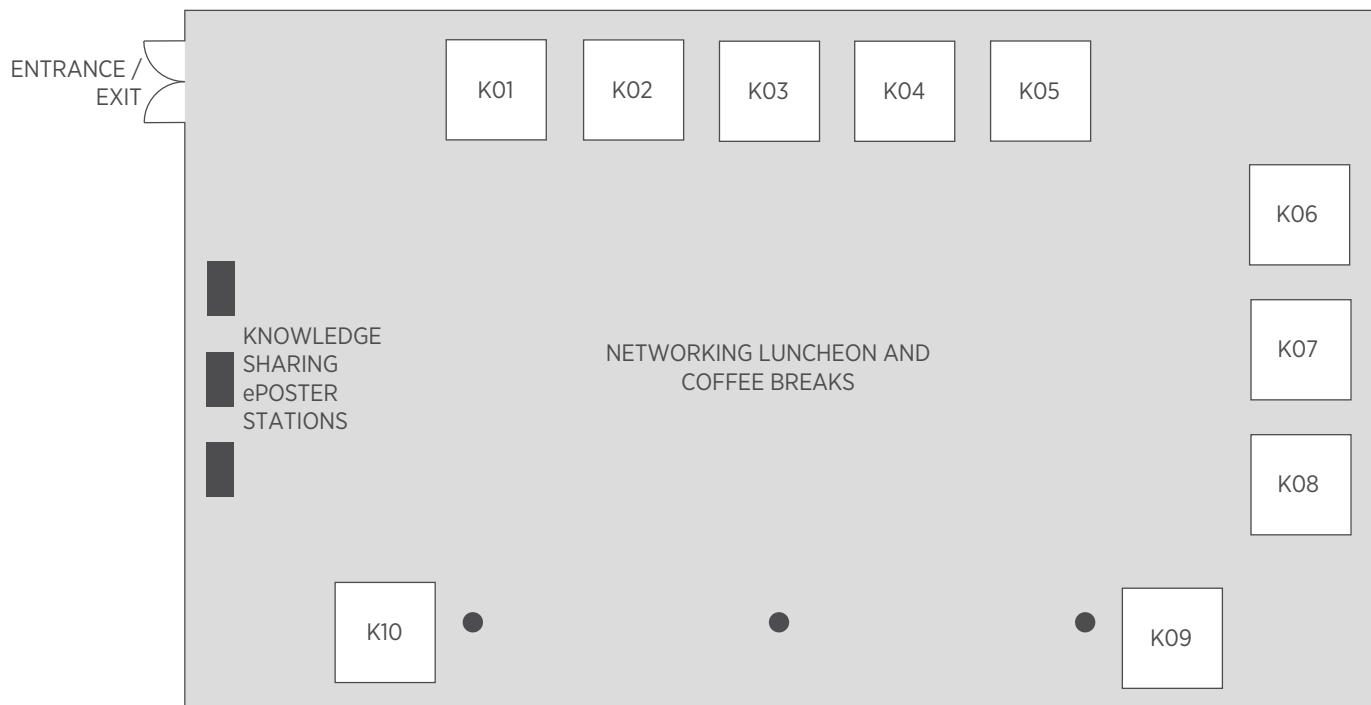 ENTRANCE /
EXIT
K01
K02
K03
K04
K05
K06
KNOWLEDGE
SHARING
ePOSTER
STATIONS
NETWORKING LUNCHEON AND
COFFEE BREAKS
K07
K08
K10
K09